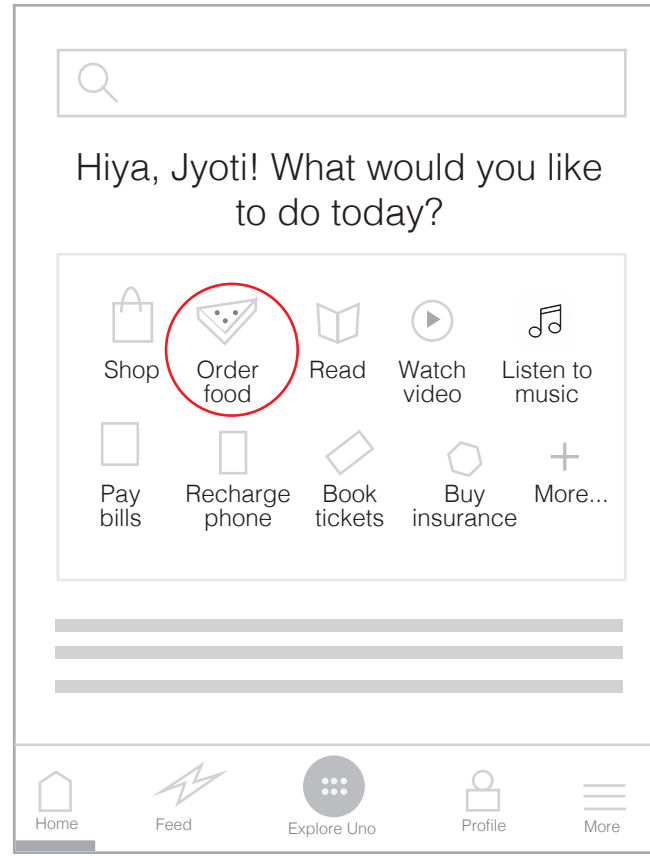 Hiya, Jyoti! What would you like
to do today?
Shop
Order
food
Read
Watch
video
Listen to
music
Pay
bills
Recharge
phone
Book
tickets
Buy
insurance
More...
Home
Feed
Explore Uno
Profile
More